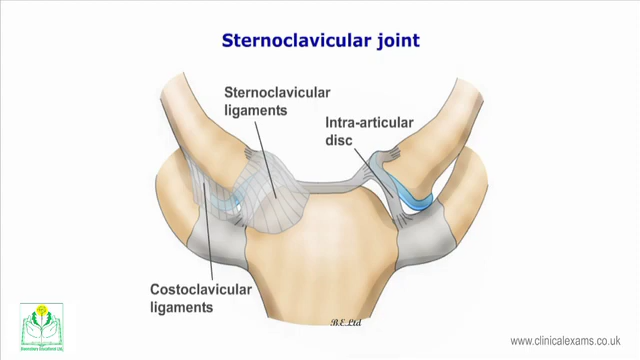 Sternoclavicular joint
Sternoclavicular
ligaments
Intra-articular
disc
Costoclavicular
ligaments
B.E Ltd
www.clinicalexams.co.uk